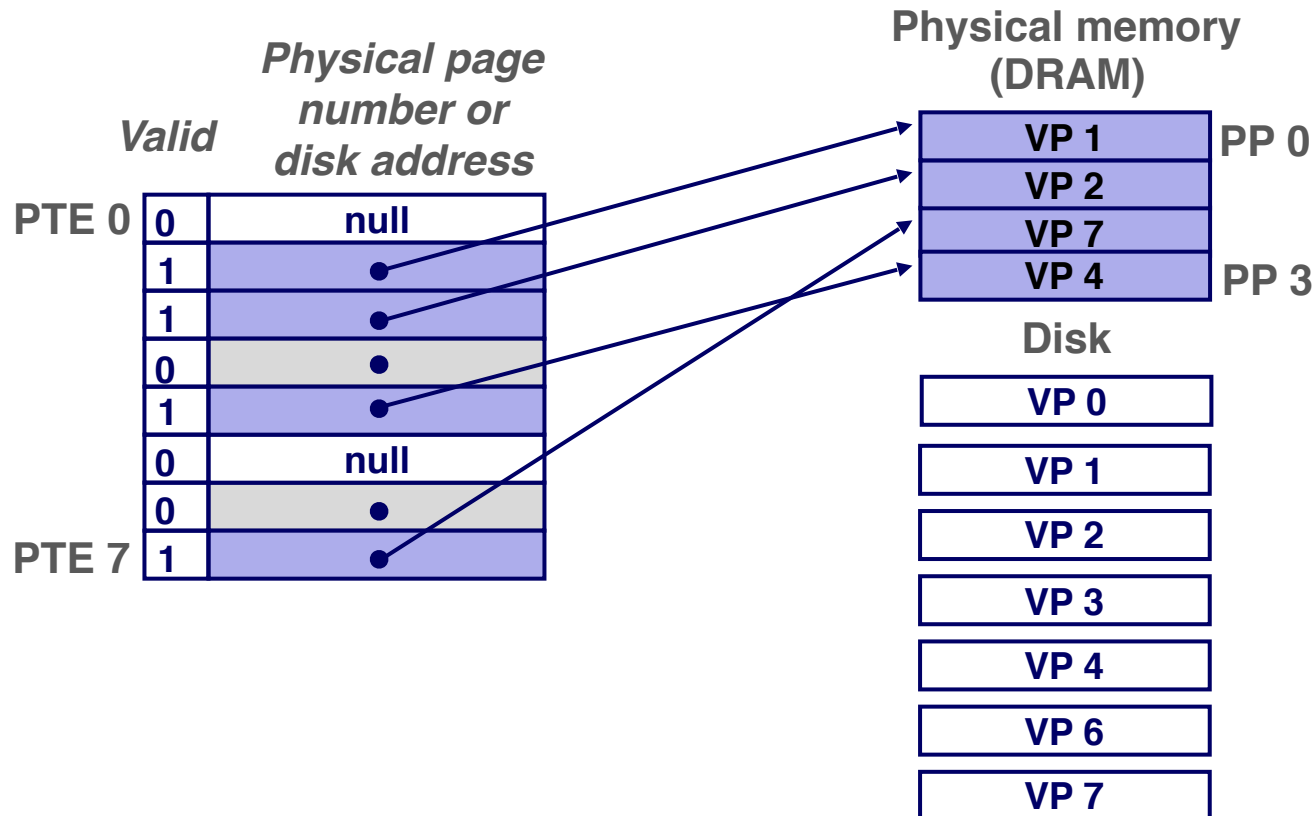 Physical page
number or
disk address
Valid
PTE 0 0 null
1
1
0
1
0 null
0
PTE 7 1
Physical memory
(DRAM)
VP 1 PP 0
VP 2
VP 7
VP 4 PP 3
Disk
VP 0
VP 1
VP 2
VP 3
VP 4
VP 6
VP 7